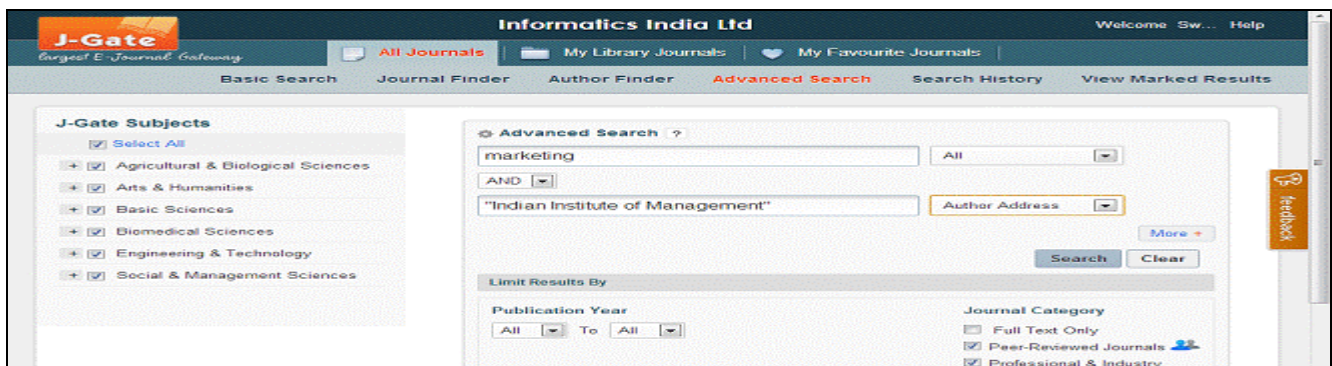 Informatics India Ltd
Welcome Sw... Help
J-Gate
largest E-Journal Gateway
All Journals | My Library Journals | My Favourite Journals |
Basic Search Journal Finder Author Finder Advanced Search Search History View Marked Results
J-Gate Subjects
Select All
+ Agricultural & Biological Sciences
+ Arts & Humanities
+ Basic Sciences
+ Biomedical Sciences
+ Engineering & Technology
+ Social & Management Sciences
Advanced Search ?
marketing All
AND
"Indian Institute of Management" Author Address
More +
Search Clear
Limit Results By
Publication Year
All To All
Journal Category
Full Text Only
Peer-Reviewed Journals
Professional & Industry
feedback